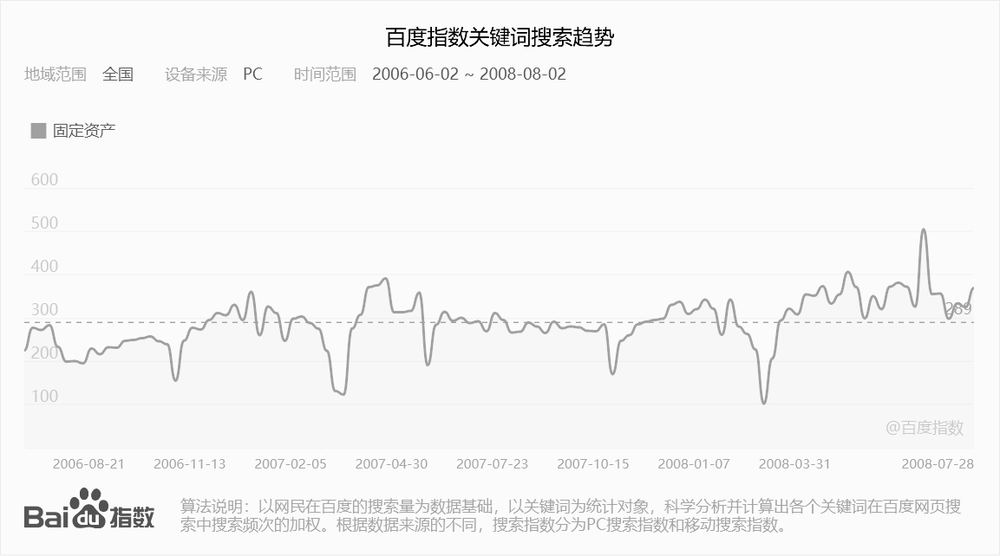 百度指数关键词搜索趋势
地域范围 全国 设备来源 PC 时间范围 2006-06-02 ~ 2008-08-02
固定资产
600
500
400
300
289
200
100
@百度指数
2006-08-21 2006-11-13 2007-02-05 2007-04-30 2007-07-23 2007-10-15 2008-01-07 2008-03-31 2008-07-28
Bai du 指数
算法说明：以网民在百度的搜索量为数据基础，以关键词为统计对象，科学分析并计算出各个关键词在百度网页搜
索中搜索频次的加权。根据数据来源的不同，搜索指数分为PC搜索指数和移动搜索指数。